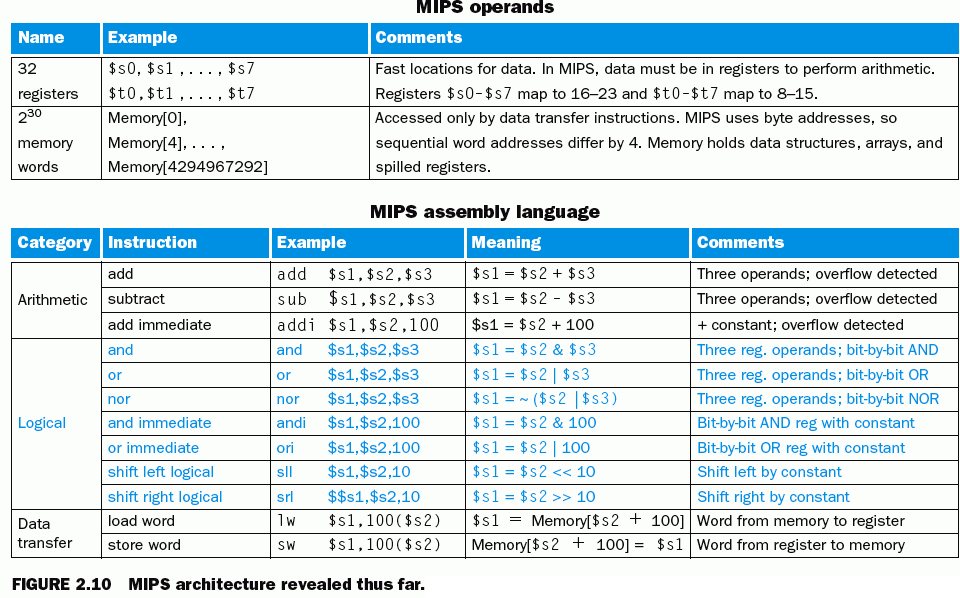 MIPS operands
Name Example Comments
32 $s0, $s1 ,..., $s7 Fast locations for data. In MIPS, data must be in registers to perform arithmetic.
registers $t0,$t1 ,..., $t7 Registers $s0-$s7 map to 16–23 and $t0-$t7 map to 8–15.
2³⁰ Memory[0], Accessed only by data transfer instructions. MIPS uses byte addresses, so
memory Memory[4],..., sequential word addresses differ by 4. Memory holds data structures, arrays, and
words Memory[4294967292] spilled registers.
MIPS assembly language
Category Instruction Example Meaning Comments
Arithmetic
add add $s1,$s2,$s3 $s1 = $s2 + $s3 Three operands; overflow detected
subtract sub $s1,$s2,$s3 $s1 = $s2 – $s3 Three operands; overflow detected
add immediate addi $s1,$s2,100 $s1 = $s2 + 100 + constant; overflow detected
Logical
and and $s1,$s2,$s3 $s1 = $s2 & $s3 Three reg. operands; bit-by-bit AND
or or $s1,$s2,$s3 $s1 = $s2 | $s3 Three reg. operands; bit-by-bit OR
nor nor $s1,$s2,$s3 $s1 = ~ ($s2 |$s3) Three reg. operands; bit-by-bit NOR
and immediate andi $s1,$s2,100 $s1 = $s2 & 100 Bit-by-bit AND reg with constant
or immediate ori $s1,$s2,100 $s1 = $s2 | 100 Bit-by-bit OR reg with constant
shift left logical sll $s1,$s2,10 $s1 = $s2 << 10 Shift left by constant
shift right logical srl $$s1,$s2,10 $s1 = $s2 >> 10 Shift right by constant
Data
transfer
load word lw $s1,100($s2) $s1 = Memory[$s2 + 100] Word from memory to register
store word sw $s1,100($s2) Memory[$s2 + 100] = $s1 Word from register to memory
FIGURE 2.10 MIPS architecture revealed thus far.